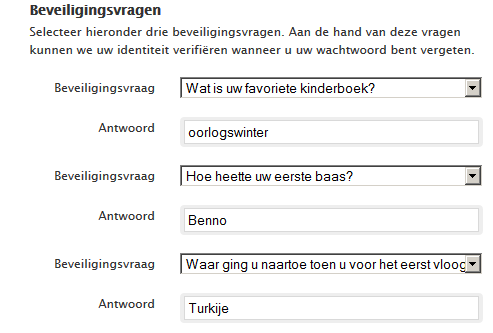 Beveiligingsvragen
Selecteer hieronder drie beveiligingsvragen. Aan de hand van deze vragen
kunnen we uw identiteit verifiëren wanneer u uw wachtwoord bent vergeten.
Beveiligingsvraag Wat is uw favoriete kinderboek?
Antwoord oorlogswinter
Beveiligingsvraag Hoe heette uw eerste baas?
Antwoord Benno
Beveiligingsvraag Waar ging u naartoe toen u voor het eerst vloog
Antwoord Turkije